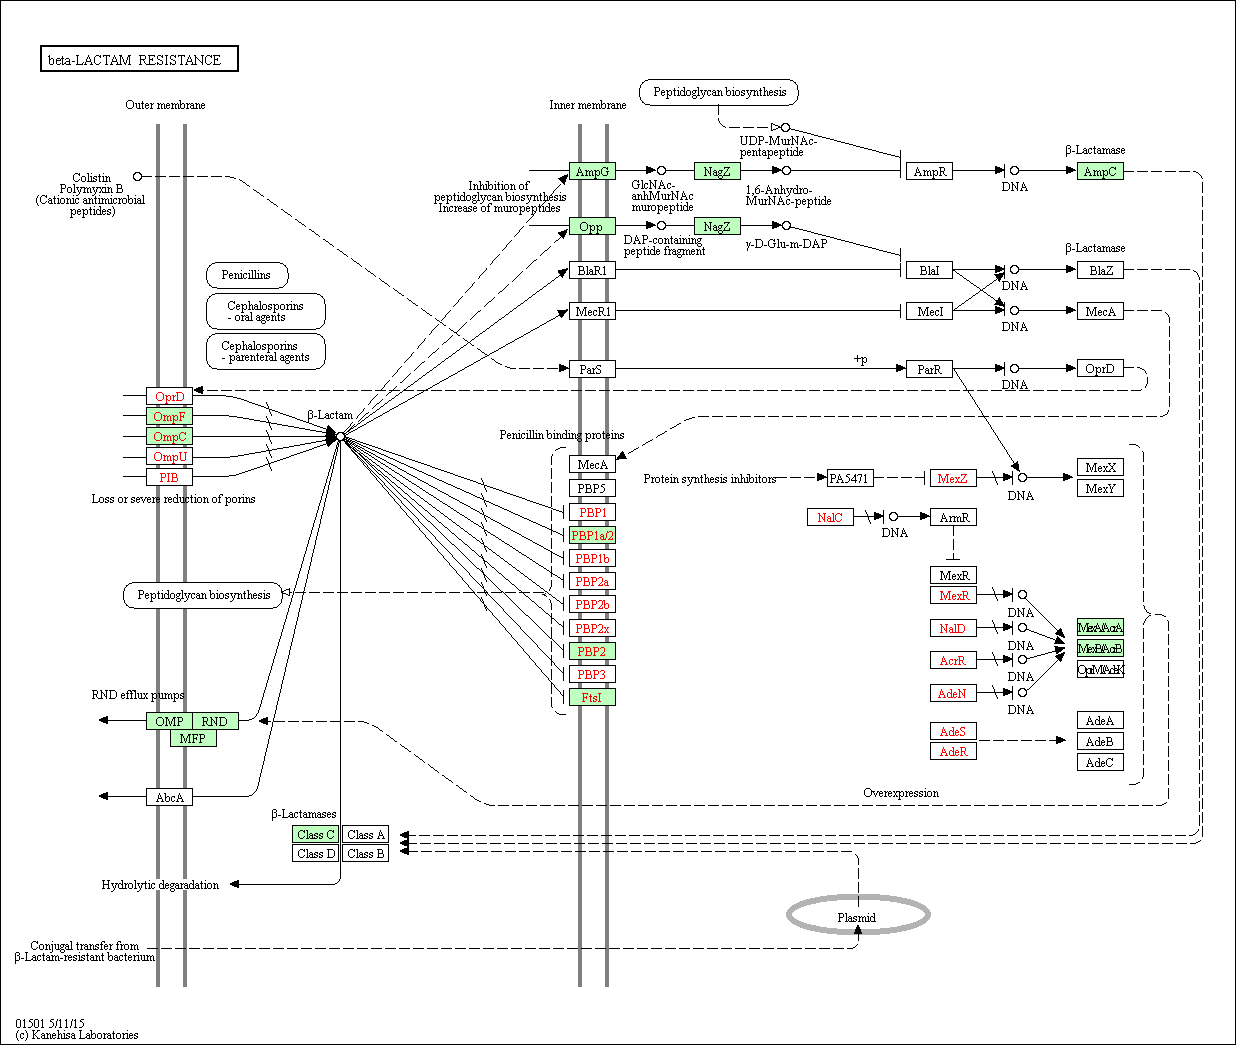 beta-LACTAM RESISTANCE
Outer membrane
Inner membrane
Peptidoglycan biosynthesis
UDP-MurNAc-
pentapeptide
β-Lactamase
Colistin
Polymyxin B
(Cationic antimicrobial
peptides)
Inhibition of
peptidoglycan biosynthesis
Increase of muropeptides
AmpG
GlcNAc-
anhMurNAc
muropeptide
NagZ
1,6-Anhydro-
MurNAc-peptide
AmpR
DNA
AmpC
Opp
DAP-containing
peptide fragment
NagZ
γ-D-Glu-m-DAP
β-Lactamase
Penicillins
Cephalosporins
- oral agents
Cephalosporins
- parenteral agents
BlaR1
BlaI
DNA
BlaZ
MecR1
MecI
DNA
MecA
ParS
+p
ParR
DNA
OprD
OprD
OmpF
OmpC
OmpU
PIB
Loss or severe reduction of porins
β-Lactam
Penicillin binding proteins
MecA
PBP5
PBP1
PBP1a/2
PBP1b
PBP2a
PBP2b
PBP2x
PBP2
PBP3
FtsI
Protein synthesis inhibitors
PA5471
MexZ
DNA
MexX
MexY
NalC
DNA
ArmR
MexR
MexR
DNA
NalD
DNA
AcrR
DNA
AdeN
DNA
MexA/AcrA
MexB/AcrB
OprM/AdeK
AdeS
AdeR
AdeA
AdeB
AdeC
Peptidoglycan biosynthesis
RND efflux pumps
OMP
RND
MFP
AbcA
Overexpression
β-Lactamases
Class C
Class A
Class D
Class B
Hydrolytic degradation
Plasmid
Conjugal transfer from
β-Lactam-resistant bacterium
01501 5/11/15
(c) Kanehisa Laboratories